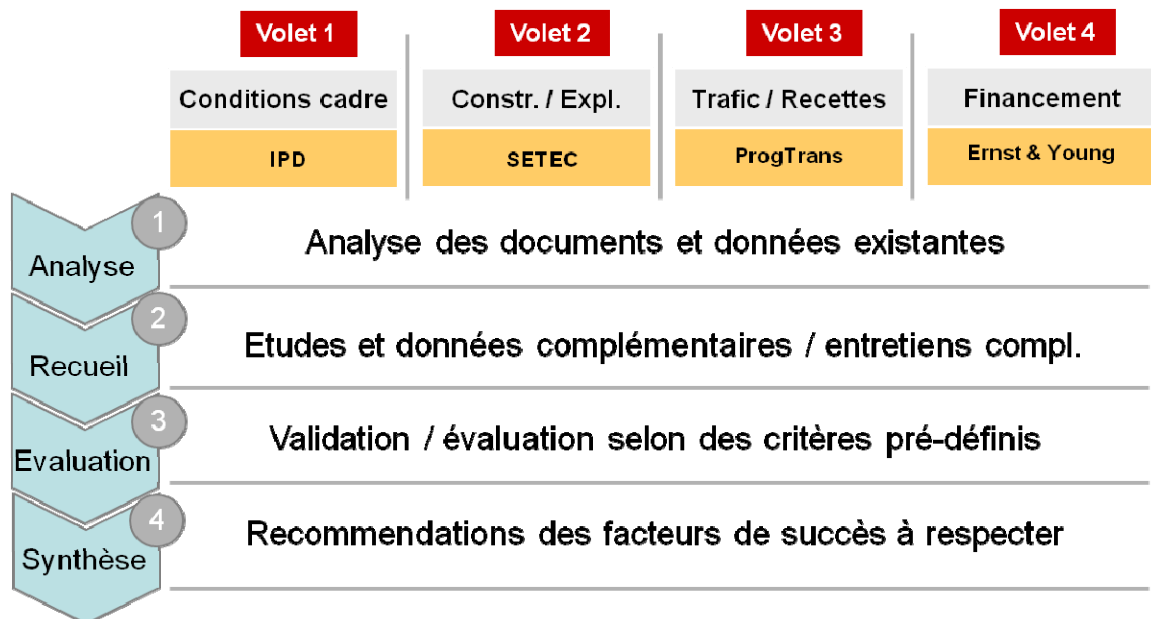 Volet 1
Volet 2
Volet 3
Volet 4
Conditions cadre
Constr. / Expl.
Trafic / Recettes
Financement
IPD
SETEC
ProgTrans
Ernst & Young
1
Analyse
Analyse des documents et données existantes
2
Recueil
Etudes et données complémentaires / entretiens compl.
3
Evaluation
Validation / évaluation selon des critères pré-définis
4
Synthèse
Recommendations des facteurs de succès à respecter